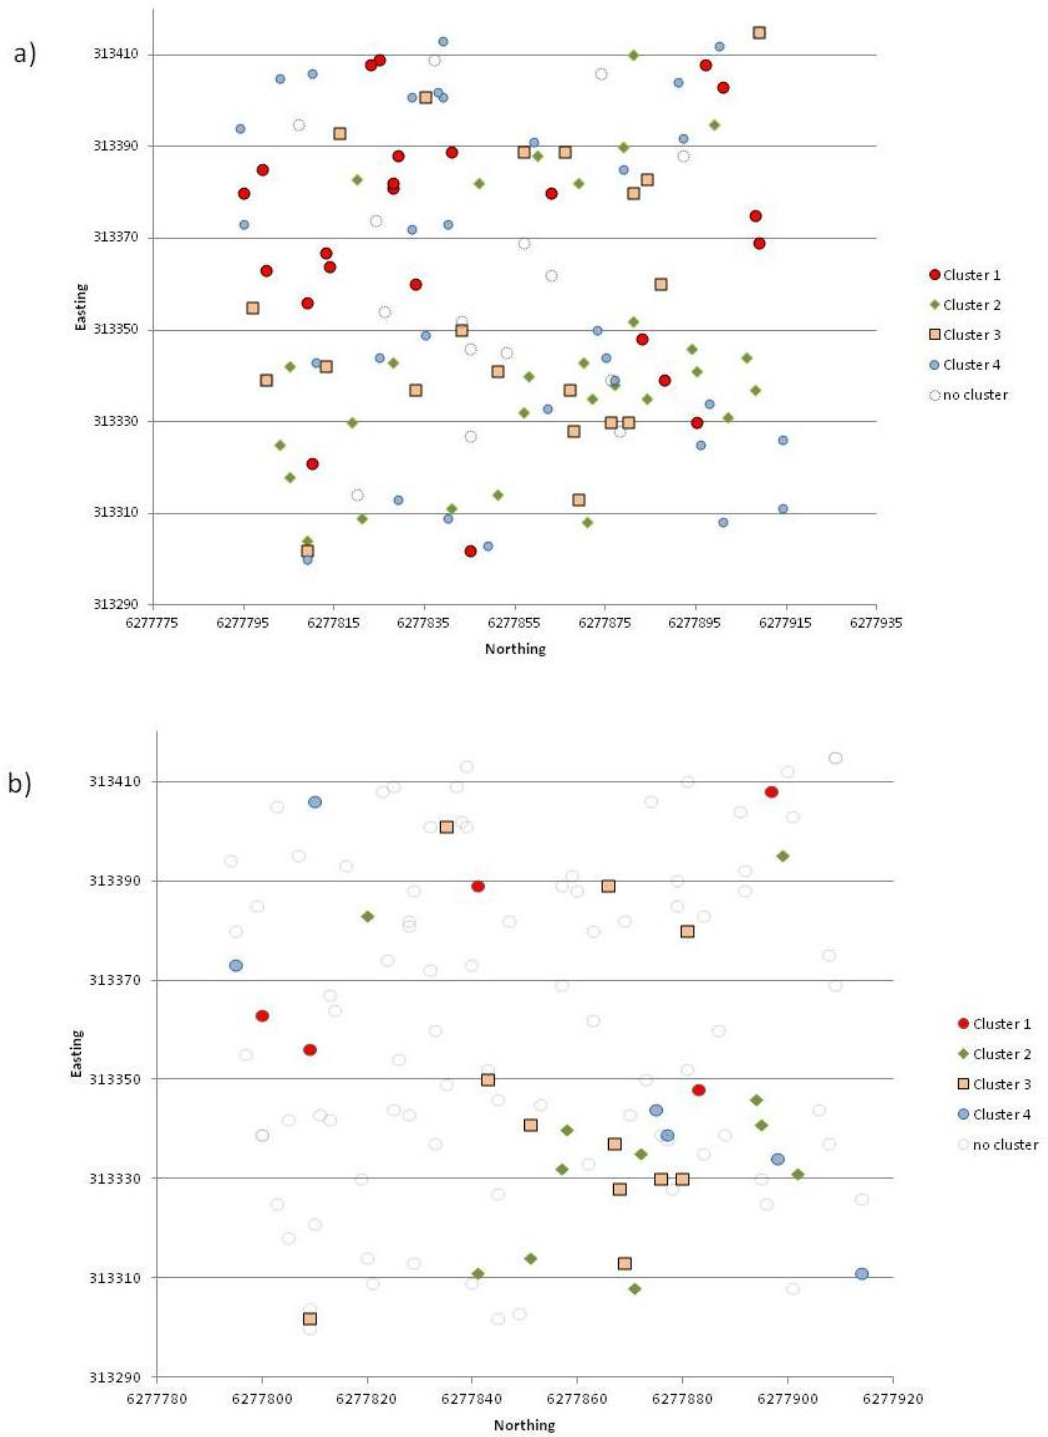 a)
313410
313390
313370
313350
313330
313310
313290
Easting
6277775 6277795 6277815 6277835 6277855 6277875 6277895 6277915 6277935
Northing
Cluster 1
Cluster 2
Cluster 3
Cluster 4
no cluster
b)
313410
313390
313370
313350
313330
313310
313290
Easting
6277780 6277800 6277820 6277840 6277860 6277880 6277900 6277920
Northing
Cluster 1
Cluster 2
Cluster 3
Cluster 4
no cluster